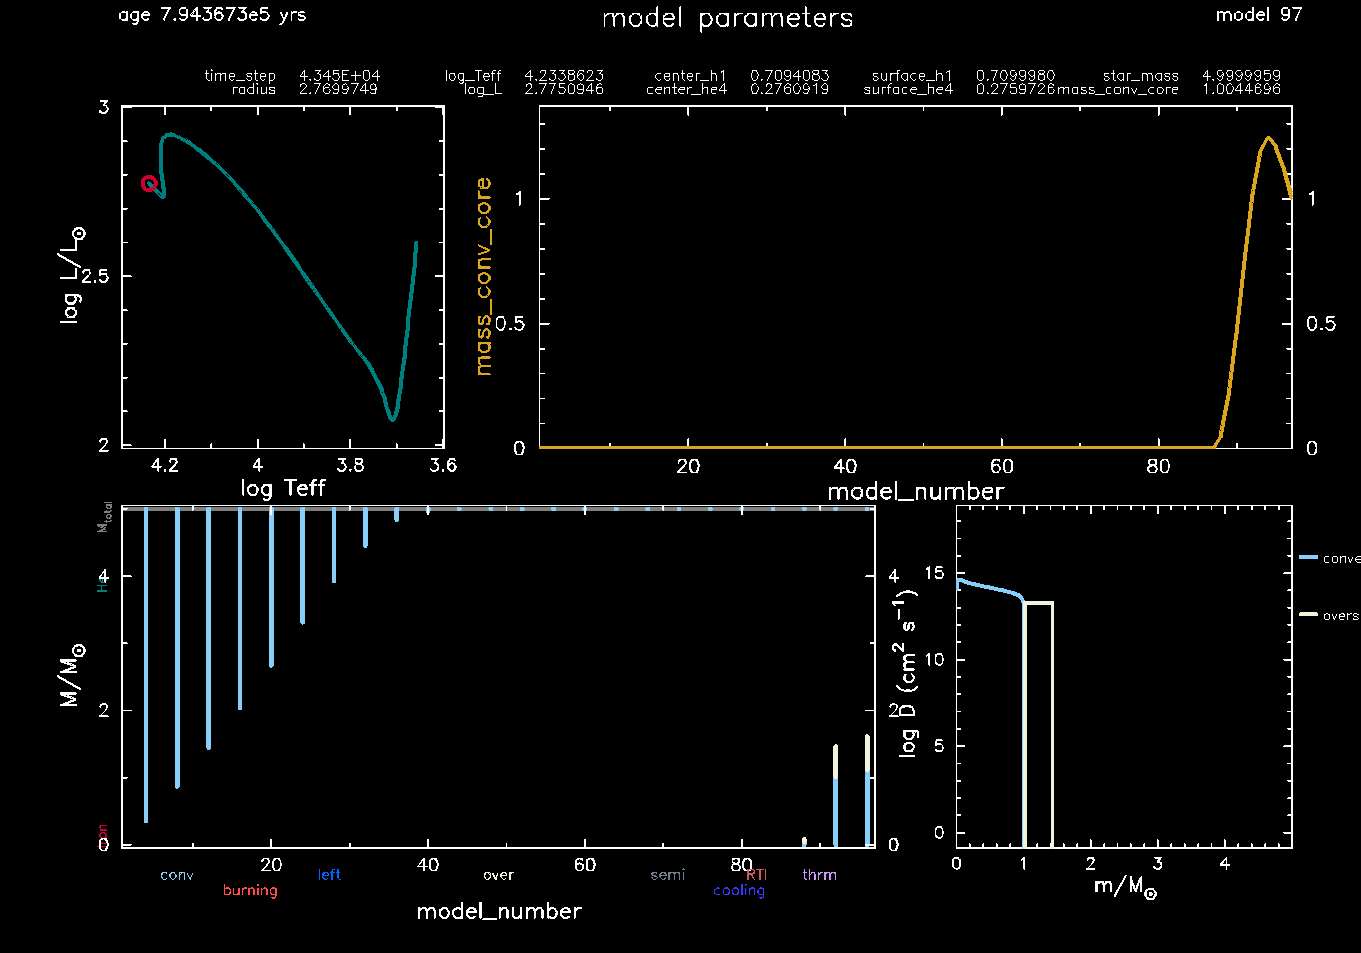 age 7.943673e5 yrs
model parameters
model 97
time_step 4.345E+04 log_Teff 4.2338623 center_h1 0.7094083 surface_h1 0.7099980 star_mass 4.9999959
radius 2.7699749 log_L 2.7750946 center_he4 0.2760919 surface_he4 0.2759726 mass_conv_core 1.0044696
3
2.5
2
log L/L☉
4.2 4 3.8 3.6
log Teff
mass_conv_core
1
0.5
0
1
0.5
0
20 40 60 80
model_number
Mtotal
He
4
2
0
M/M☉
4
2
0
20 40 60 80
conv left over semi RTI thrm
burning cooling
model_number
log D (cm² s⁻¹)
15
10
5
0
0 1 2 3 4
m/M☉
conve
overs